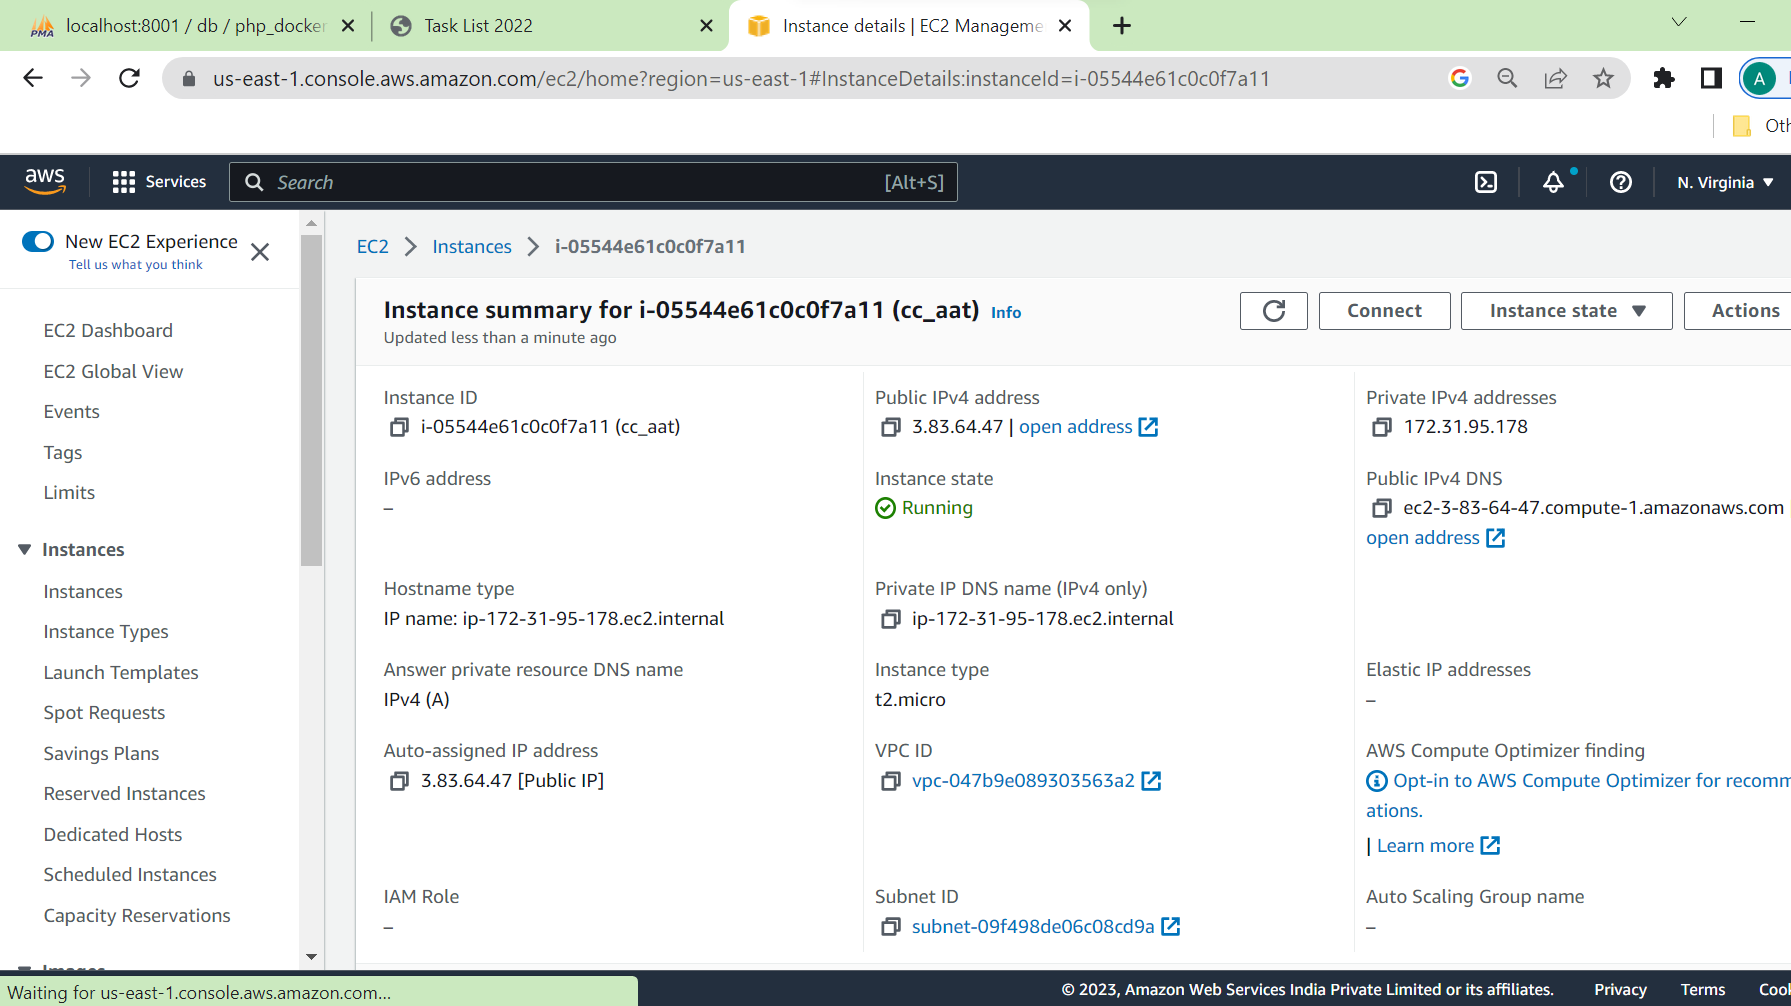 PMA localhost:8001 / db / php_docker
Task List 2022
Instance details | EC2 Manageme
us-east-1.console.aws.amazon.com/ec2/home?region=us-east-1#InstanceDetails:instanceId=i-05544e61c0c0f7a11
G
A
Oth
aws
Services
Search
[Alt+S]
N. Virginia
New EC2 Experience
Tell us what you think
EC2 Dashboard
EC2 Global View
Events
Tags
Limits
Instances
Instances
Instance Types
Launch Templates
Spot Requests
Savings Plans
Reserved Instances
Dedicated Hosts
Scheduled Instances
Capacity Reservations
Images
EC2 > Instances > i-05544e61c0c0f7a11
Instance summary for i-05544e61c0c0f7a11 (cc_aat) Info
Updated less than a minute ago
Connect
Instance state
Actions
Instance ID
i-05544e61c0c0f7a11 (cc_aat)
Public IPv4 address
3.83.64.47 | open address
Private IPv4 addresses
172.31.95.178
IPv6 address
–
Instance state
Running
Public IPv4 DNS
ec2-3-83-64-47.compute-1.amazonaws.com
open address
Hostname type
IP name: ip-172-31-95-178.ec2.internal
Private IP DNS name (IPv4 only)
ip-172-31-95-178.ec2.internal
Answer private resource DNS name
IPv4 (A)
Instance type
t2.micro
Elastic IP addresses
–
Auto-assigned IP address
3.83.64.47 [Public IP]
VPC ID
vpc-047b9e089303563a2
AWS Compute Optimizer finding
Opt-in to AWS Compute Optimizer for recomm
ations.
| Learn more
IAM Role
–
Subnet ID
subnet-09f498de06c08cd9a
Auto Scaling Group name
–
Waiting for us-east-1.console.aws.amazon.com...
© 2023, Amazon Web Services India Private Limited or its affiliates.
Privacy
Terms
Coo